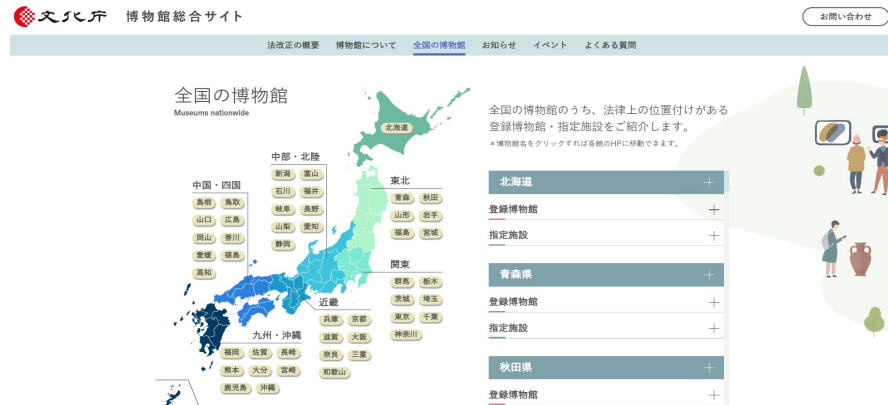 文化庁 博物館総合サイト
お問い合わせ
法改正の概要 博物館について 全国の博物館 お知らせ イベント よくある質問
全国の博物館
Museums nationwide
北海道
中部・北陸
新潟 富山
石川 福井
岐阜 長野
山梨 愛知
静岡
中国・四国
島根 鳥取
山口 広島
岡山 香川
愛媛 徳島
高知
東北
青森 秋田
山形 岩手
福島 宮城
関東
群馬 栃木
茨城 埼玉
東京 千葉
神奈川
近畿
兵庫 京都
滋賀 大阪
奈良 三重
和歌山
九州・沖縄
福岡 佐賀 長崎
熊本 大分 宮崎
鹿児島 沖縄
全国の博物館のうち、法律上の位置付けがある
登録博物館・指定施設をご紹介します。
*博物館名をクリックすれば各館のHPに移動できます。
北海道
登録博物館
指定施設
青森県
登録博物館
指定施設
秋田県
登録博物館